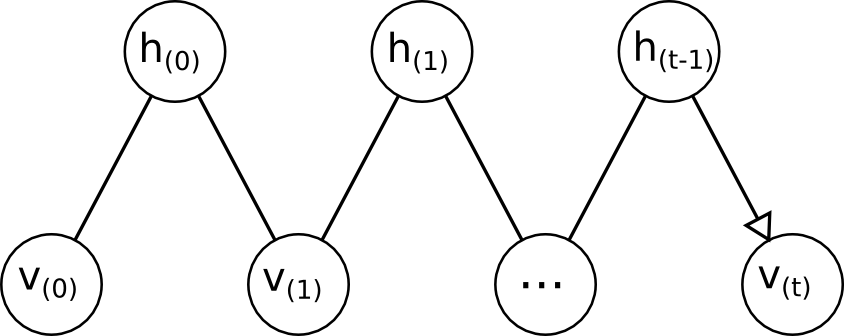 h(0) h(1) h(t-1)
v(0) v(1) ... v(t)